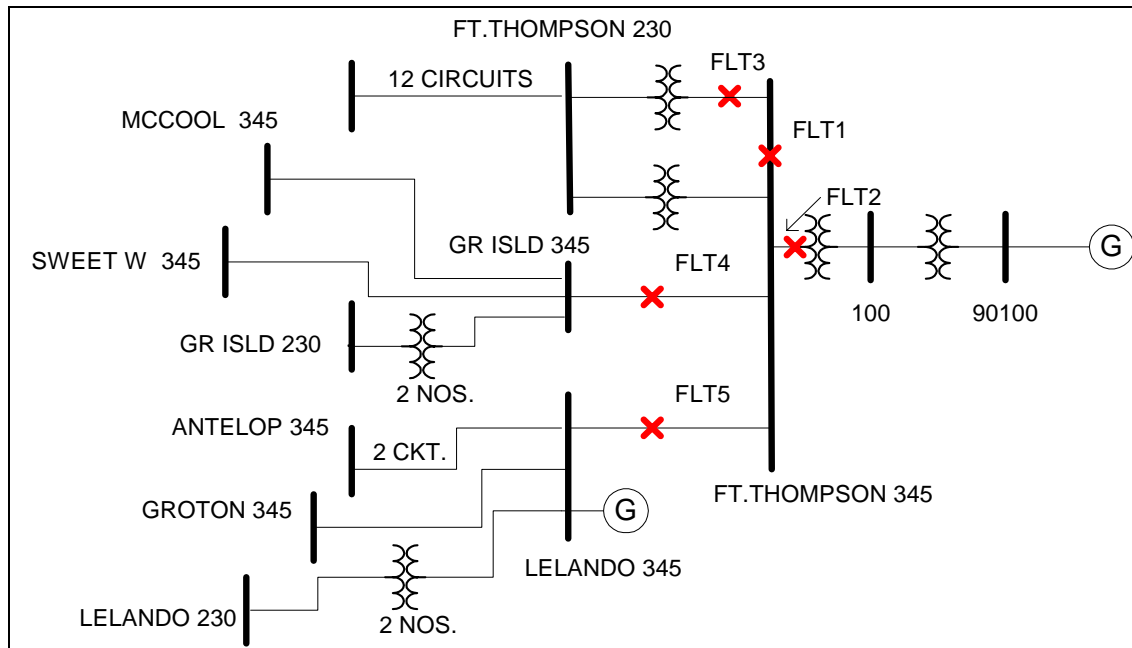 FT.THOMPSON 230
FLT3
12 CIRCUITS
MCCOOL 345
FLT1
FLT2
GR ISLD 345
SWEET W 345
FLT4
G
100
90100
GR ISLD 230
2 NOS.
FLT5
ANTELOP 345
2 CKT.
FT.THOMPSON 345
GROTON 345
G
LELANDO 345
LELANDO 230
2 NOS.